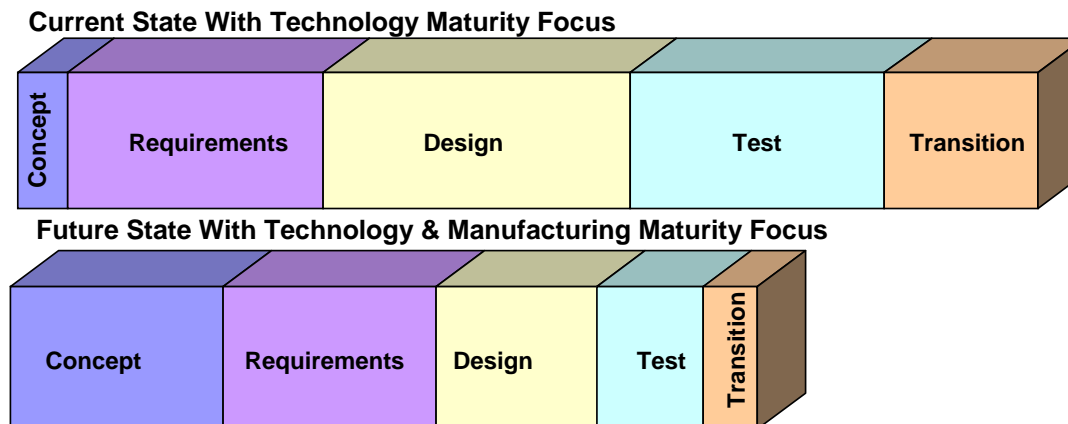 Current State With Technology Maturity Focus
Concept
Requirements
Design
Test
Transition
Future State With Technology & Manufacturing Maturity Focus
Concept
Requirements
Design
Test
Transition